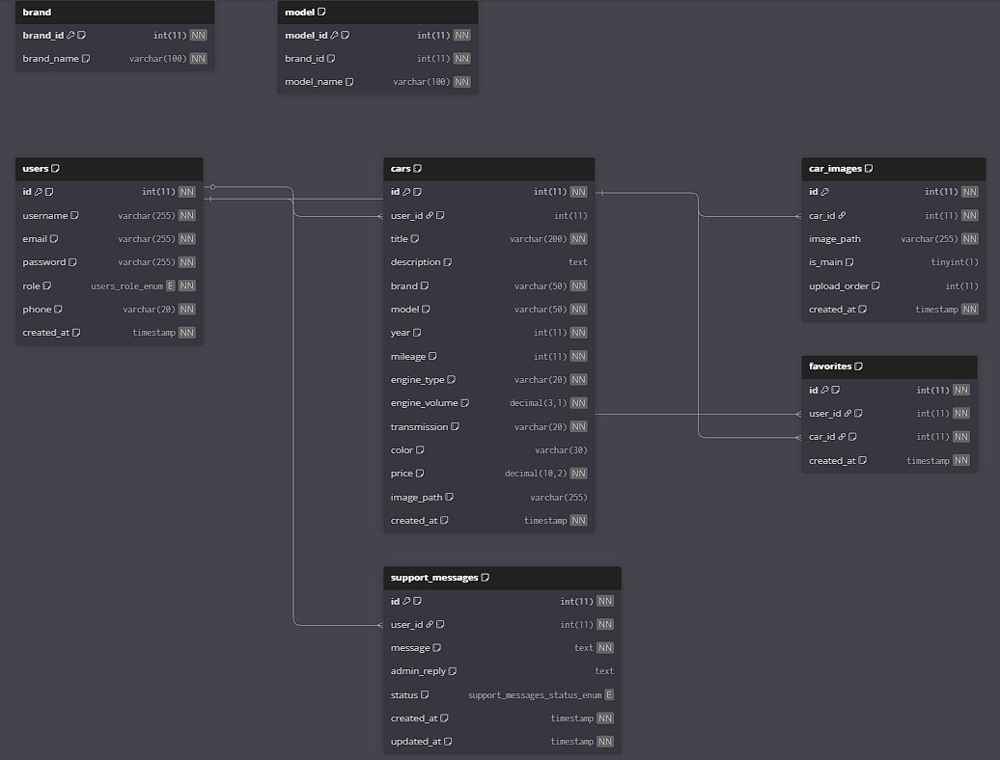 brand
brand_id int(11) NN
brand_name varchar(100) NN
model
model_id int(11) NN
brand_id int(11) NN
model_name varchar(100) NN
users
id int(11) NN
username varchar(255) NN
email varchar(255) NN
password varchar(255) NN
role users_role_enum E NN
phone varchar(20) NN
created_at timestamp NN
cars
id int(11) NN
user_id int(11)
title varchar(200) NN
description text
brand varchar(50) NN
model varchar(50) NN
year int(11) NN
mileage int(11) NN
engine_type varchar(20) NN
engine_volume decimal(3,1) NN
transmission varchar(20) NN
color varchar(30)
price decimal(10,2) NN
image_path varchar(255)
created_at timestamp NN
car_images
id int(11) NN
car_id int(11) NN
image_path varchar(255) NN
is_main tinyint(1)
upload_order int(11)
created_at timestamp NN
favorites
id int(11) NN
user_id int(11) NN
car_id int(11) NN
created_at timestamp NN
support_messages
id int(11) NN
user_id int(11) NN
message text NN
admin_reply text
status support_messages_status_enum E
created_at timestamp NN
updated_at timestamp NN